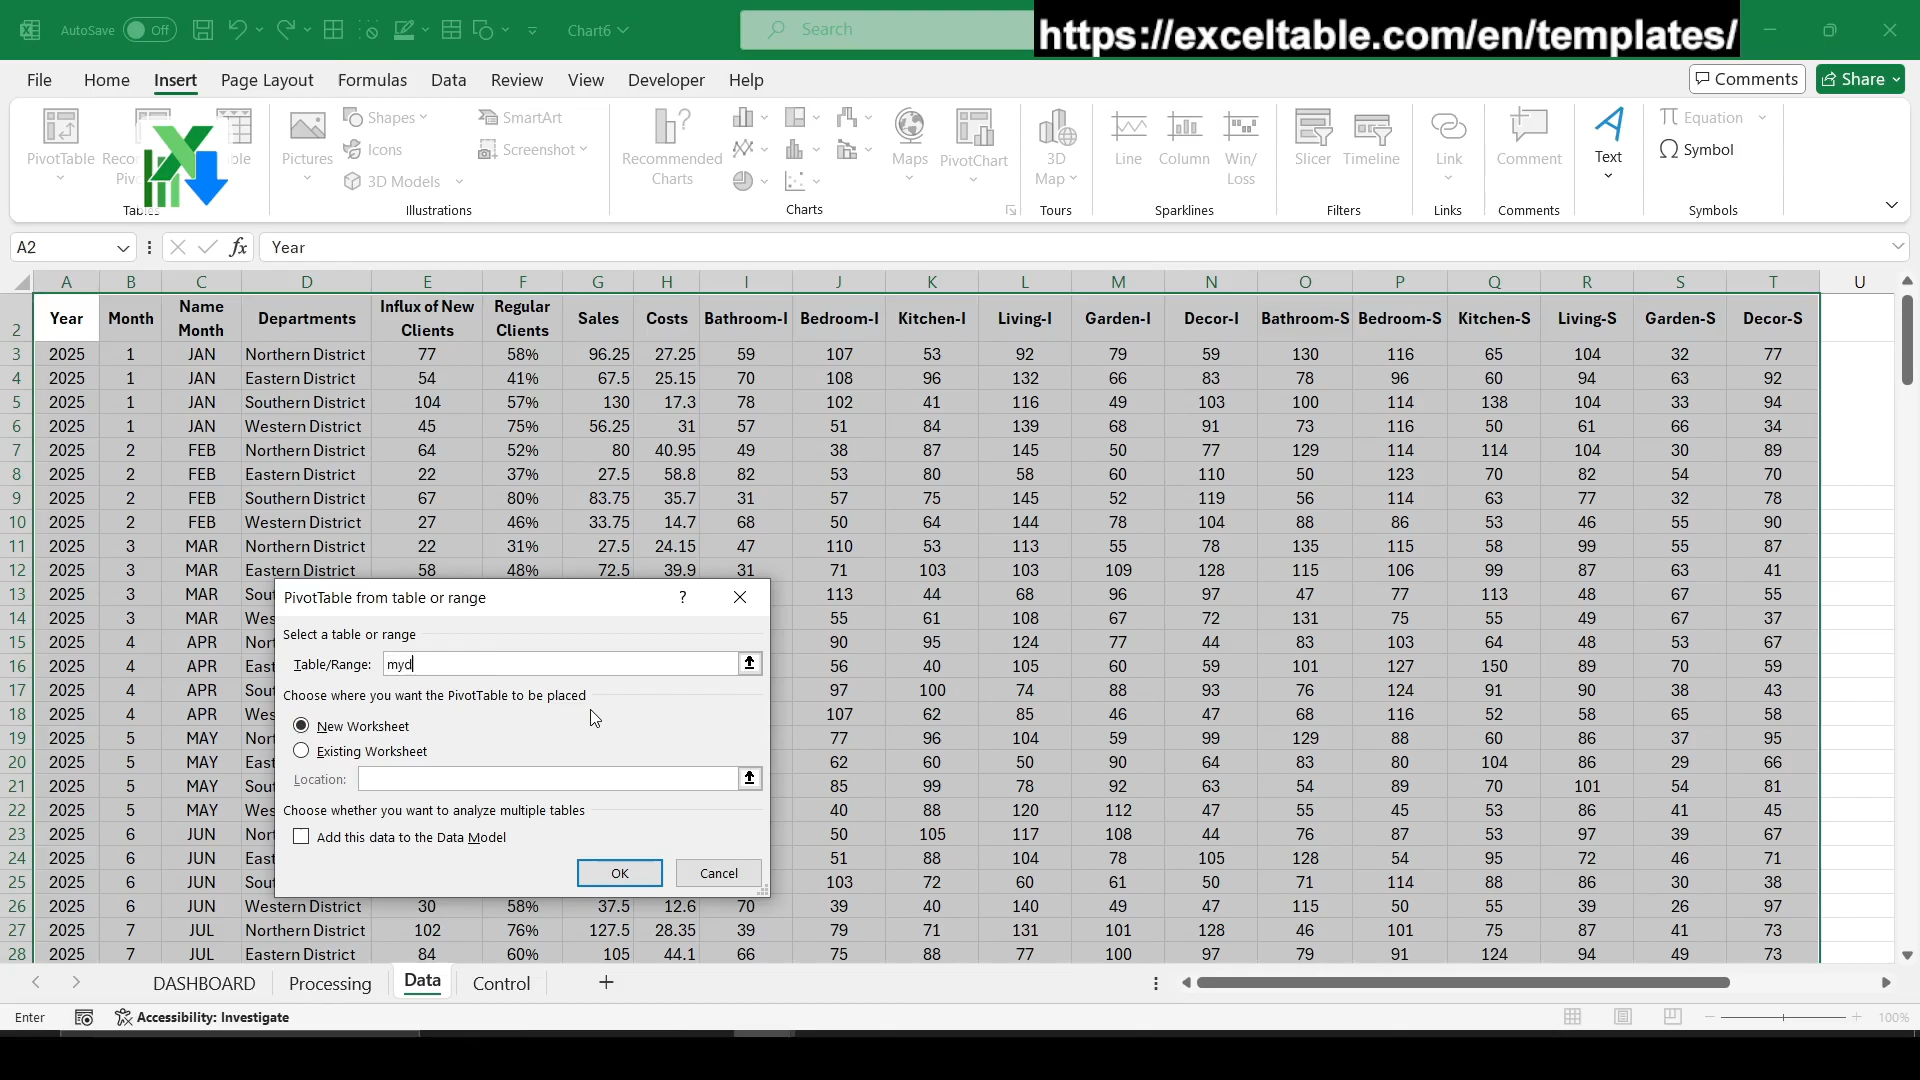 AutoSave Off Chart6 Search https://exceltable.com/en/templates/
File Home Insert Page Layout Formulas Data Review View Developer Help Comments Share
PivotTable Pictures Shapes Icons 3D Models SmartArt Screenshot Recommended Charts Maps PivotChart 3D Map Line Column Win/Loss Slicer Timeline Link Comment Text Equation Symbol
Tables Illustrations Charts Tours Sparklines Filters Links Comments Symbols
A2 fx Year
A B C D E F G H I J K L M N O P Q R S T U
2 Year Month Name Month Departments Influx of New Clients Regular Clients Sales Costs Bathroom-I Bedroom-I Kitchen-I Living-I Garden-I Decor-I Bathroom-S Bedroom-S Kitchen-S Living-S Garden-S Decor-S
3 2025 1 JAN Northern District 77 58% 96.25 27.25 59 107 53 92 79 59 130 116 65 104 32 77
4 2025 1 JAN Eastern District 54 41% 67.5 25.15 70 108 96 132 66 83 78 96 60 94 63 92
5 2025 1 JAN Southern District 104 57% 130 17.3 78 102 41 116 49 103 100 114 138 104 33 94
6 2025 1 JAN Western District 45 75% 56.25 31 57 51 84 139 68 91 73 116 50 61 66 34
7 2025 2 FEB Northern District 64 52% 80 40.95 49 38 87 145 50 77 129 114 114 104 30 89
8 2025 2 FEB Eastern District 22 37% 27.5 58.8 82 53 80 58 60 110 50 123 70 82 54 70
9 2025 2 FEB Southern District 67 80% 83.75 35.7 31 57 75 145 52 119 56 114 63 77 32 78
10 2025 2 FEB Western District 27 46% 33.75 14.7 68 50 64 144 78 104 88 86 53 46 55 90
11 2025 3 MAR Northern District 22 31% 27.5 24.15 47 110 53 113 55 78 135 115 58 99 55 87
12 2025 3 MAR Eastern District 58 48% 72.5 39.9 31 71 103 103 109 128 115 106 99 87 63 41
13 2025 3 MAR Sou 113 44 68 96 97 47 77 113 48 67 55
14 2025 3 MAR Wes 55 61 108 67 72 131 75 55 49 67 37
15 2025 4 APR Nort 90 95 124 77 44 83 103 64 48 53 67
16 2025 4 APR East 56 40 105 60 59 101 127 150 89 70 59
17 2025 4 APR Sou 97 100 74 88 93 76 124 91 90 38 43
18 2025 4 APR Wes 107 62 85 46 47 68 116 52 58 65 58
19 2025 5 MAY Nort 77 96 104 59 99 129 88 60 86 37 95
20 2025 5 MAY East 62 60 50 90 64 83 80 104 86 29 66
21 2025 5 MAY Sou 85 99 78 92 63 54 89 70 101 54 81
22 2025 5 MAY Wes 40 88 120 112 47 55 45 53 86 41 45
23 2025 6 JUN Nort 50 105 117 108 44 76 87 53 97 39 67
24 2025 6 JUN East 51 88 104 78 105 128 54 95 72 46 71
25 2025 6 JUN Sou 103 72 60 61 50 71 114 88 86 30 38
26 2025 6 JUN Western District 30 58% 37.5 12.6 70 39 40 140 49 47 115 50 55 39 26 97
27 2025 7 JUL Northern District 102 76% 127.5 28.35 39 79 71 131 101 128 46 101 75 87 41 73
28 2025 7 JUL Eastern District 84 60% 105 44.1 66 75 88 77 100 97 79 91 124 94 49 73
PivotTable from table or range ?
Select a table or range
Table/Range: myd
Choose where you want the PivotTable to be placed
New Worksheet
Existing Worksheet
Location:
Choose whether you want to analyze multiple tables
Add this data to the Data Model
OK Cancel
DASHBOARD Processing Data Control
Enter Accessibility: Investigate 100%